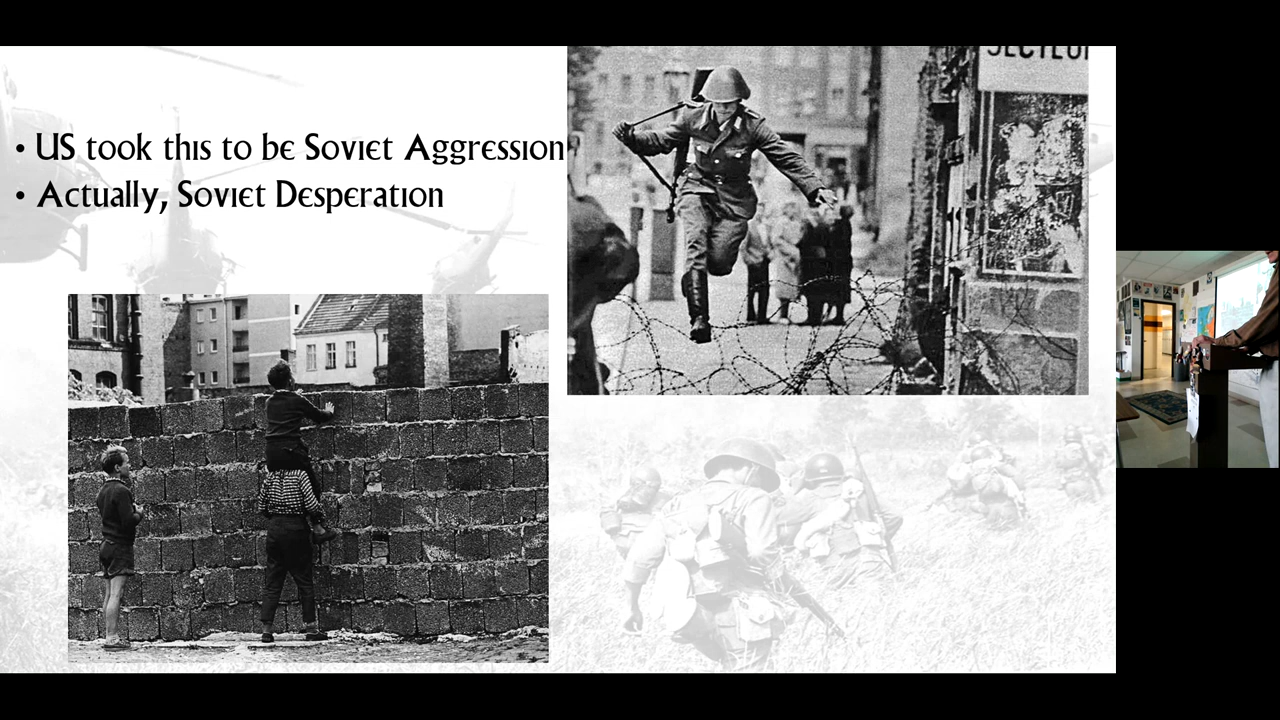 • US took this to be Soviet Aggression
• Actually, Soviet Desperation